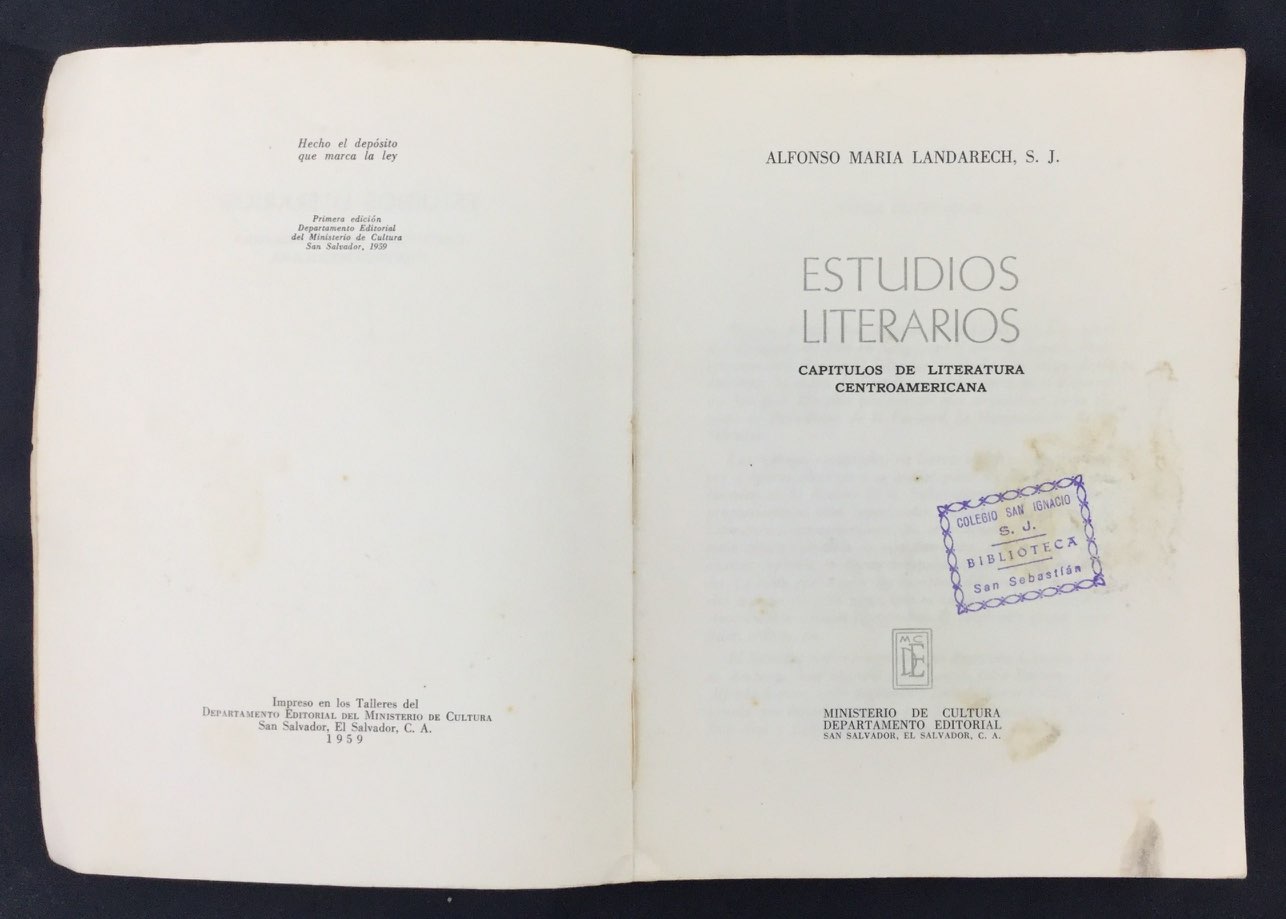 Hecho el depósito
que marca la ley
Primera edición
Departamento Editorial
del Ministerio de Cultura
San Salvador, 1959
Impreso en los Talleres del
DEPARTAMENTO EDITORIAL DEL MINISTERIO DE CULTURA
San Salvador, El Salvador, C. A.
1959
ALFONSO MARIA LANDARECH, S. J.
ESTUDIOS
LITERARIOS
CAPITULOS DE LITERATURA
CENTROAMERICANA
COLEGIO SAN IGNACIO
S. J.
BIBLIOTECA
San Sebastián
MC
DE
MINISTERIO DE CULTURA
DEPARTAMENTO EDITORIAL
SAN SALVADOR, EL SALVADOR, C. A.